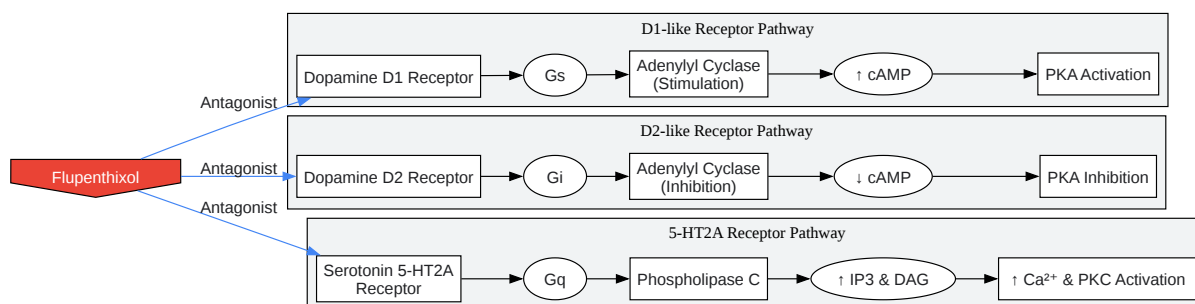 D1-like Receptor Pathway
Dopamine D1 Receptor
Gs
Adenylyl Cyclase
(Stimulation)
↑ cAMP
PKA Activation
Antagonist
D2-like Receptor Pathway
Flupenthixol
Antagonist
Dopamine D2 Receptor
Gi
Adenylyl Cyclase
(Inhibition)
↓ cAMP
PKA Inhibition
Antagonist
5-HT2A Receptor Pathway
Serotonin 5-HT2A
Receptor
Gq
Phospholipase C
↑ IP3 & DAG
↑ Ca²⁺ & PKC Activation